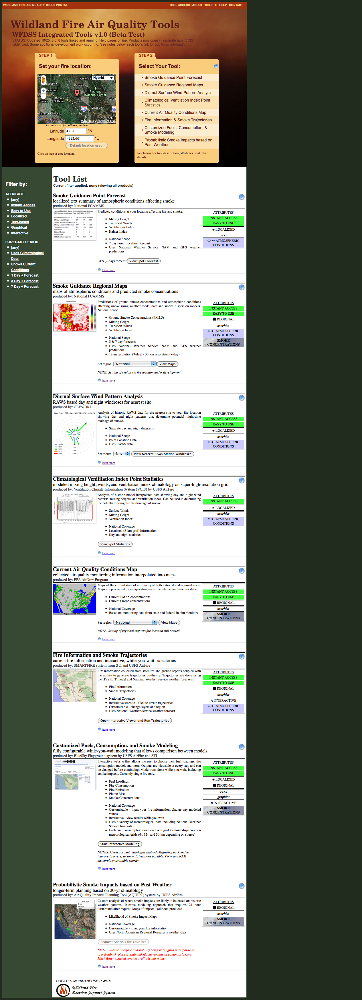 WILDLAND FIRE AIR QUALITY TOOLS PORTAL
TOOL ACCESS | ABOUT THIS SITE | HELP | CONTACT
Wildland Fire Air Quality Tools
WFDSS Integrated Tools v1.0 (Beta Test)
STATUS: Updated 10/25: 8 of 8 tools linked and running. Help pages online. Products now open in separate tabs. VCIS
table fixed. Some additional development work occurring. See notes below each tool's link for additional information.
STEP 1
Set your fire location:
Hybrid
Whitefish
Kalispell
Flathead
National Forest
Rathdrum
Coeur
D'Alene
Cheney
Missoula
90
Moscow
Deer Lodge
Google
Map Data - Terms of Use
location used for tailored products.
Latitude 47.50 °N
Longitude -115.00 °E
Default location used.
Click on map or type location.
STEP 2
Select Your Tool:
Smoke Guidance Point Forecast
Smoke Guidance Regional Maps
Diurnal Surface Wind Pattern Analysis
Climatological Ventilation Index Point
Statistics
Current Air Quality Conditions Map
Fire Information & Smoke Trajectories
Customized Fuels, Consumption, &
Smoke Modeling
Probabilistic Smoke Impacts based on
Past Weather
See below for tool description, attributes, and other
details.
Filter by:
ATTRIBUTE
[any]
Instant Access
Easy to Use
Localized
Text-based
Graphical
Interactive
FORECAST PERIOD
[any]
Uses Climatological
Data
Shows Current
Conditions
1 Day + Forecast
3 Day + Forecast
7 Day + Forecast
Tool List
Current filter applied: none (viewing all products)
Smoke Guidance Point Forecast
localized text summary of atmospheric conditions affecting smoke
produced by: National FCAMMS
Predicted conditions at your location affecting fire and smoke.
Mixing Height
Transport Winds
Ventilations Index
Haines Index
National Scope
7 day Point Location Forecast
Uses National Weather Service NAM and GFS weather
predictions
GFS (7-day) forecast View Spot Forecast
learn more
ATTRIBUTES
INSTANT ACCESS
EASY TO USE
LOCALIZED
text
ATMOSPHERIC
CONDITIONS
Smoke Guidance Regional Maps
maps of atmospheric conditions and predicted smoke concentrations
produced by: National FCAMMS
Predictions of ground smoke concentrations and atmospheric conditions
affecting smoke using weather model data and smoke dispersion models.
National scope.
Ground Smoke Concentrations (PM2.5)
Mixing Height
Transport Winds
Ventilation Index
National Scope
3 & 7 day forecasts
Uses National Weather Service NAM and GFS weather
predictions
12km resolution (3-day) / 30-km resolution (7-day)
Set region: National View Maps
NOTE: Setting of region via fire location under development.
learn more
ATTRIBUTES
INSTANT ACCESS
EASY TO USE
REGIONAL
graphics
ATMOSPHERIC
CONDITIONS
SMOKE
CONCENTRATIONS
Diurnal Surface Wind Pattern Analysis
RAWS based day and night windroses for nearest site
produced by: CEFA/DRI
Analysis of historic RAWS data for the nearest site to your fire location
showing day and night patterns that determine potential night-time
drainage of smoke.
Separate day and night diagrams
National Scope
Point Location Data
Uses RAWS data
Set month: Nov View Nearest RAWS Station Windroses
learn more
ATTRIBUTES
INSTANT ACCESS
EASY TO USE
LOCALIZED
graphics
ATMOSPHERIC
CONDITIONS
Climatological Venitilation Index Point Statistics
modeled mixing height, winds, and ventiliation index climatology on super-high-resolution grid
produced by: Ventilation Climate Information System (VCIS) by USFS AirFire
Analysis of historic model interpolated data showing day and night wind
patterns, mixing heights, and ventilation index. Can be used in determining
the potential for night-time drainage of smoke.
Surface Winds
Mixing Height
Ventilation Index
National Coverage
Localized (5-km grid) Information
Day and night statistics
View Spot Statistics
learn more
ATTRIBUTES
INSTANT ACCESS
LOCALIZED
graphics
ATMOSPHERIC
CONDITIONS
Current Air Quality Conditions Map
collected air quality monitoring information interpolated into maps
produced by: EPA AirNow Program
Maps of the current state of air quality at both national and regional scale.
Maps are producted by interpolating real-time telemetered monitor data.
Current PM2.5 concentrations
Current Ozone concentrations
National Coverage
Based on monitoring data from state and federal in-situ monitors
Set region: National View Maps
NOTE: Setting of regional map via fire location still needed.
learn more
ATTRIBUTES
INSTANT ACCESS
EASY TO USE
REGIONAL
graphics
SMOKE
CONCENTRATIONS
Fire Information and Smoke Trajectories
current fire information and interactive, while-you-wait trajectories
produced by: SMARTFIRE system from STI and USFS AirFire
Fire information collected from satellites and ground reports coupled with
the ability to generate trajectories on-the-fly. Trajectories are done using
the HYSPLIT model and National Weather Service weather forecasts.
Fire Information
Smoke Trajectories
National Coverage
Interactive website - click to create trajectories
Customizable - change layers and region
Uses National Weather Service weather forecast
Open Interactive Viewer and Run Trajectories
learn more
ATTRIBUTES
INSTANT ACCESS
EASY TO USE
REGIONAL
graphics
INTERACTIVE
ATMOSPHERIC
CONDITIONS
Customized Fuels, Consumption, and Smoke Modeling
fully configurable while-you-wait modeling that allows comparison between models
produced by: BlueSky Playground system by USFS AirFire and STI
Interactive website that allows the user to choose their fuel loadings, fire
consumption model, and more. Outputs are viewable at every step and can
be changed before continuing. Model runs done while-you-wait, including
smoke impacts. Currently single fire only.
Fuel Loadings
Fire Consumption
Fire Emissions
Plume Rise
Smoke Concentrations
National Coverage
Customizable - input your fire information, change any modeled
values
Interactive - view results while you wait
Uses a variety of meteorological data including National Weather
Service forecasts
Fuels and consumption done on 1-km grid / smoke dispersion on
meteorological grids (4-, 12-, and 30-km depending on source)
Start Interactive Modeling
NOTES: Guest account auto-login enabled. Migrating back end to
improved servers, so some distruptions possible. PNW and NAM
meteorology available shortly.
learn more
ATTRIBUTES
INSTANT ACCESS
EASY TO USE
LOCALIZED
REGIONAL
text
graphics
INTERACTIVE
SMOKE
CONCENTRATIONS
Probabilistic Smoke Impacts based on Past Weather
longer-term planning based on 30-yr climatology
produced by: Air Quality Impacts Planning Tool (AQUIPT) system by USFS AirFire
Fire Size
Small
Medium
Large
Custom analysis of where smoke impacts are likely to be based on historic
weather patterns. Intesive modeling approach that requires 24 hour
turnaround after request. Maps of impact likelihood produced.
Likelihood of Smoke Impact Maps
National Coverage
Customizable - input your fire information
Uses North American Regional Reanalysis weather data
Request Analysis for Your Fire
NOTE: Website interface and stability being redesigned in response to
user feedback. Not currently linked, but running at aquipt.airfire.org.
Much faster updated version available this winter.
learn more
ATTRIBUTES
REGIONAL
graphics
SMOKE
CONCENTRATIONS
CREATED IN PARTNERSHIP WITH
Wildland Fire
Decision Support System